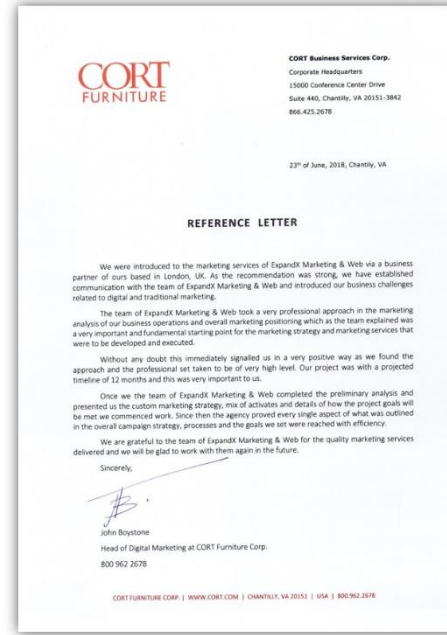 CORT
FURNITURE
CORT Business Services Corp.
Corporate Headquarters
15000 Conference Center Drive
Suite 440, Chantilly, VA 20151-3842
866.425.2678
23rd of June, 2018, Chantily, VA
REFERENCE LETTER
We were introduced to the marketing services of ExpandX Marketing & Web via a business
partner of ours based in London, UK. As the recommendation was strong, we have established
communication with the team of ExpandX Marketing & Web and introduced our business challenges
related to digital and traditional marketing.
The team of ExpandX Marketing & Web took a very professional approach in the marketing
analysis of our business operations and overall marketing positioning which as the team explained was
a very important and fundamental starting point for the marketing strategy and marketing services that
were to be developed and executed.
Without any doubt this immediately signalled us in a very positive way as we found the
approach and the professional set taken to be of very high level. Our project was with a projected
timeline of 12 months and this was very important to us.
Once we the team of ExpandX Marketing & Web completed the preliminary analysis and
presented us the custom marketing strategy, mix of activates and details of how the project goals will
be met we commenced work. Since then the agency proved every single aspect of what was outlined
in the overall campaign strategy, processes and the goals we set were reached with efficiency.
We are grateful to the team of ExpandX Marketing & Web for the quality marketing services
delivered and we will be glad to work with them again in the future.
Sincerely,
John Boystone
Head of Digital Marketing at CORT Furniture Corp.
800 962 2678
CORT FURNITURE CORP. | WWW.CORT.COM | CHANTILLY, VA 20151 | USA | 800.962.2678